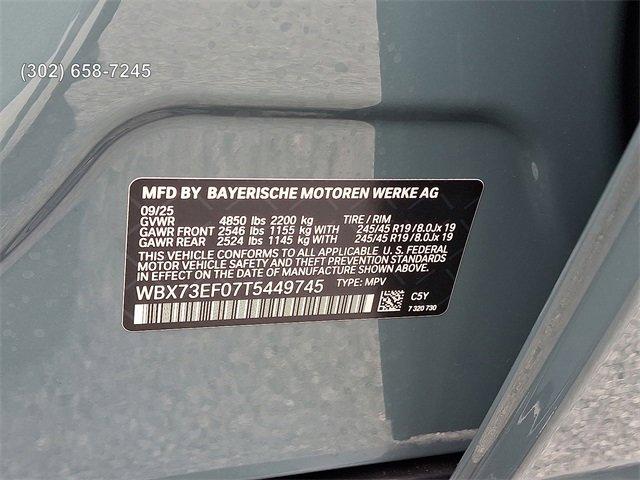 (302) 658-7245
MFD BY BAYERISCHE MOTOREN WERKE AG
09/25
GVWR 4850 lbs 2200 kg TIRE / RIM
GAWR FRONT 2546 lbs 1155 kg WITH 245/45 R19 / 8.0Jx 19
GAWR REAR 2524 lbs 1145 kg WITH 245/45 R19 / 8.0Jx 19
THIS VEHICLE CONFORMS TO ALL APPLICABLE U.S. FEDERAL
MOTOR VEHICLE SAFETY AND THEFT PREVENTION STANDARDS
IN EFFECT ON THE DATE OF MANUFACTURE SHOWN ABOVE.
WBX73EF07T5449745 TYPE: MPV
C5Y
7 320 730